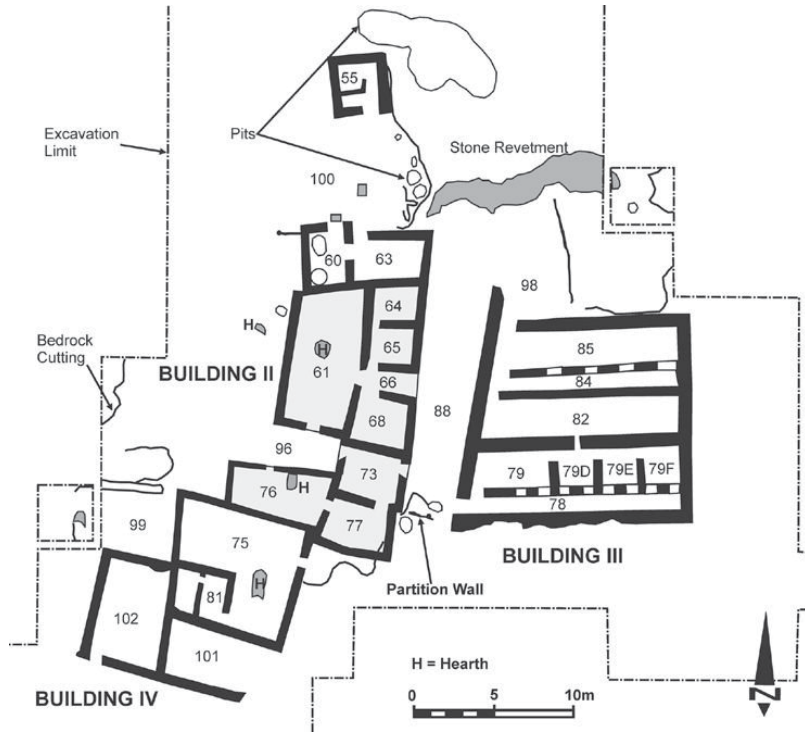 55
Excavation
Limit
Pits
Stone Revetment
100
60
63
98
64
H
H
65
85
Bedrock
Cutting
61
66
84
BUILDING II
68
88
82
96
73
79
79D
79E
79F
76
H
78
99
77
75
BUILDING III
81
H
Partition Wall
102
101
H = Hearth
BUILDING IV
0
5
10m
N